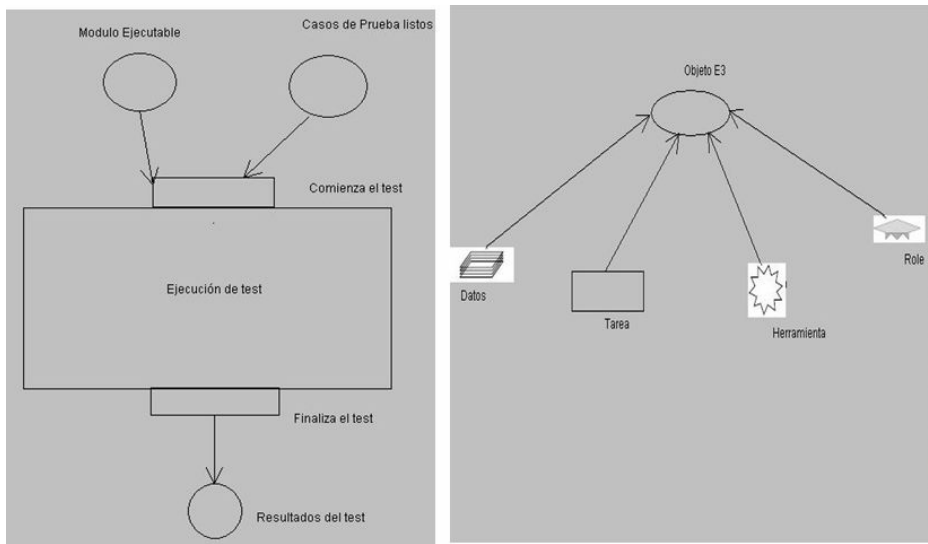 Modulo Ejecutable
Casos de Prueba listos
Comienza el test
Ejecución de test
Finaliza el test
Resultados del test
Objeto E3
Datos
Tarea
Herramienta
Role